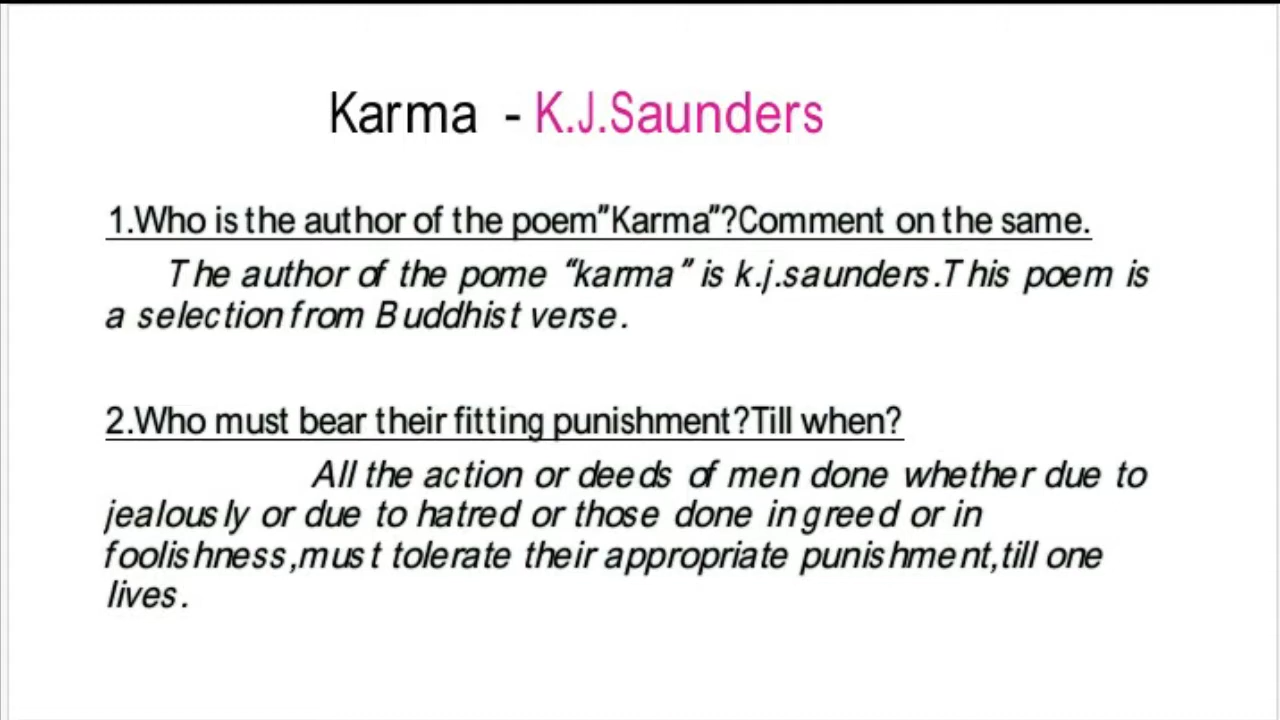 Karma - K.J.Saunders
1.Who is the author of the poem"Karma"?Comment on the same.
The author of the pome “karma” is k.j.saunders.This poem is
a selection from Buddhist verse.
2.Who must bear their fitting punishment?Till when?
All the action or deeds of men done whether due to
jealously or due to hatred or those done in greed or in
foolishness,must tolerate their appropriate punishment,till one
lives.